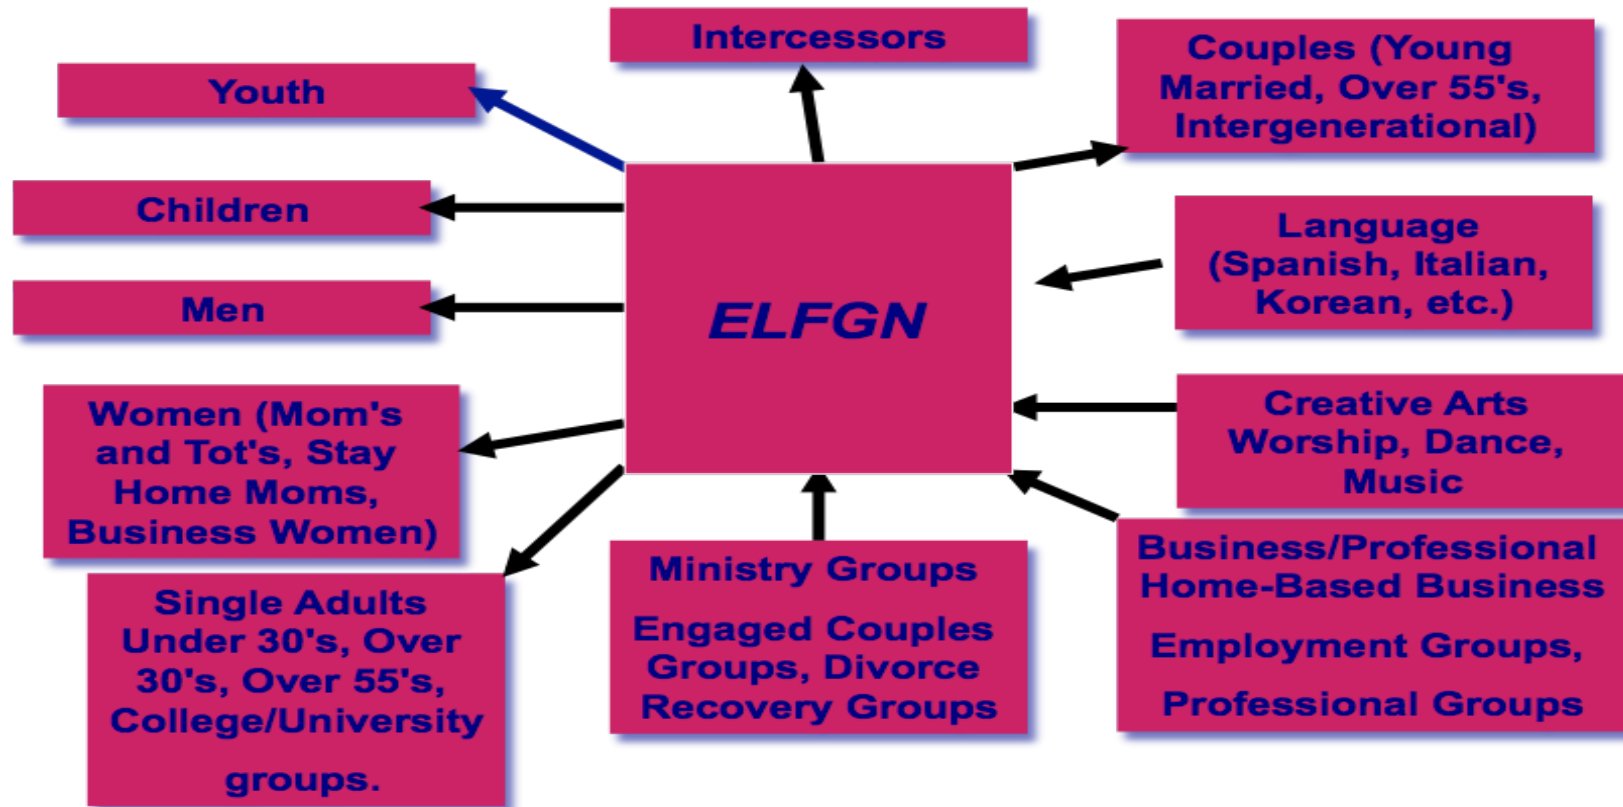 Intercessors
Couples (Young
Married, Over 55's,
Intergenerational)
Youth
Children
Men
Language
(Spanish, Italian,
Korean, etc.)
ELFGN
Women (Mom's
and Tot's, Stay
Home Moms,
Business Women)
Creative Arts
Worship, Dance,
Music
Single Adults
Under 30's, Over
30's, Over 55's,
College/University
groups.
Ministry Groups
Engaged Couples
Groups, Divorce
Recovery Groups
Business/Professional
Home-Based Business
Employment Groups,
Professional Groups